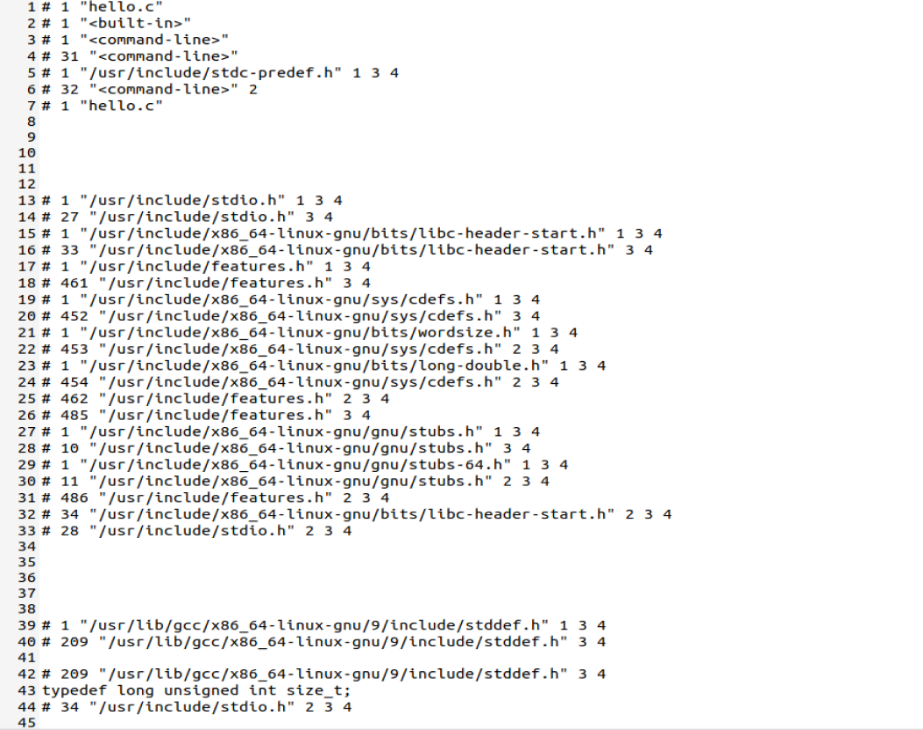 1 # 1 "hello.c"
2 # 1 "<built-in>"
3 # 1 "<command-line>"
4 # 31 "<command-line>"
5 # 1 "/usr/include/stdc-predef.h" 1 3 4
6 # 32 "<command-line>" 2
7 # 1 "hello.c"
8
9
10
11
12
13 # 1 "/usr/include/stdio.h" 1 3 4
14 # 27 "/usr/include/stdio.h" 3 4
15 # 1 "/usr/include/x86_64-linux-gnu/bits/libc-header-start.h" 1 3 4
16 # 33 "/usr/include/x86_64-linux-gnu/bits/libc-header-start.h" 3 4
17 # 1 "/usr/include/features.h" 1 3 4
18 # 461 "/usr/include/features.h" 3 4
19 # 1 "/usr/include/x86_64-linux-gnu/sys/cdefs.h" 1 3 4
20 # 452 "/usr/include/x86_64-linux-gnu/sys/cdefs.h" 3 4
21 # 1 "/usr/include/x86_64-linux-gnu/bits/wordsize.h" 1 3 4
22 # 453 "/usr/include/x86_64-linux-gnu/sys/cdefs.h" 2 3 4
23 # 1 "/usr/include/x86_64-linux-gnu/bits/long-double.h" 1 3 4
24 # 454 "/usr/include/x86_64-linux-gnu/sys/cdefs.h" 2 3 4
25 # 462 "/usr/include/features.h" 2 3 4
26 # 485 "/usr/include/features.h" 3 4
27 # 1 "/usr/include/x86_64-linux-gnu/gnu/stubs.h" 1 3 4
28 # 10 "/usr/include/x86_64-linux-gnu/gnu/stubs.h" 3 4
29 # 1 "/usr/include/x86_64-linux-gnu/gnu/stubs-64.h" 1 3 4
30 # 11 "/usr/include/x86_64-linux-gnu/gnu/stubs.h" 2 3 4
31 # 486 "/usr/include/features.h" 2 3 4
32 # 34 "/usr/include/x86_64-linux-gnu/bits/libc-header-start.h" 2 3 4
33 # 28 "/usr/include/stdio.h" 2 3 4
34
35
36
37
38
39 # 1 "/usr/lib/gcc/x86_64-linux-gnu/9/include/stddef.h" 1 3 4
40 # 209 "/usr/lib/gcc/x86_64-linux-gnu/9/include/stddef.h" 3 4
41
42 # 209 "/usr/lib/gcc/x86_64-linux-gnu/9/include/stddef.h" 3 4
43 typedef long unsigned int size_t;
44 # 34 "/usr/include/stdio.h" 2 3 4
45